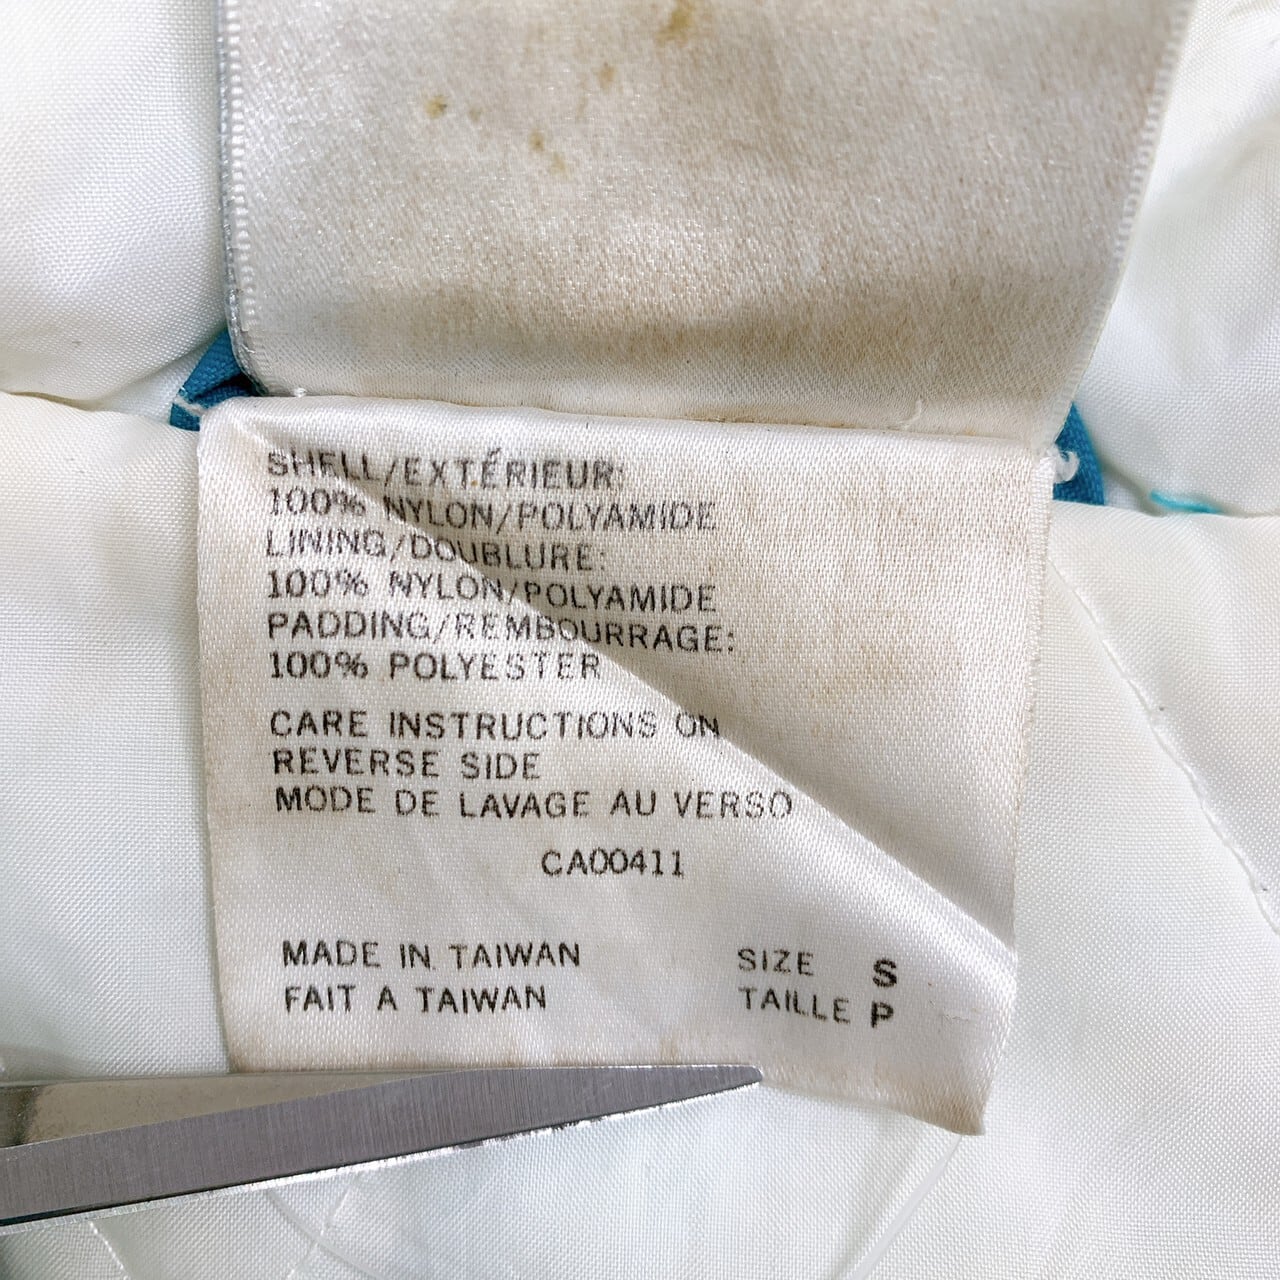 SHELL/EXTÉRIEUR:
100% NYLON/POLYAMIDE
LINING/DOUBLURE:
100% NYLON/POLYAMIDE
PADDING/REMBOURRAGE:
100% POLYESTER
CARE INSTRUCTIONS ON
REVERSE SIDE
MODE DE LAVAGE AU VERSO
CA00411
MADE IN TAIWAN
FAIT A TAIWAN
SIZE S
TAILLE P